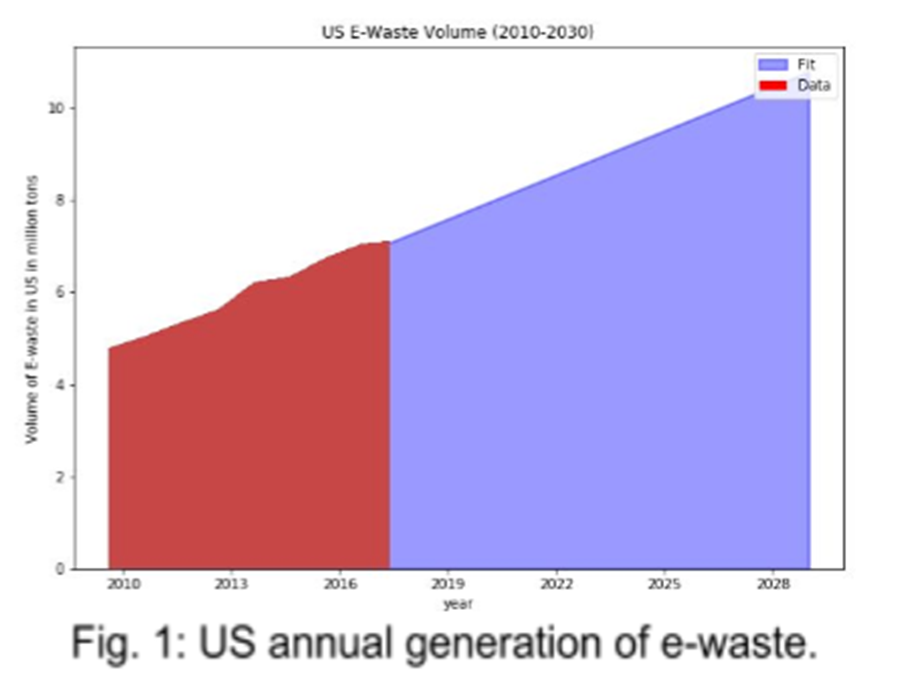 US E-Waste Volume (2010-2030)
Fit
Data
Volume of E-waste in US in million tons
10
8
6
4
2
0
2010 2013 2016 2019 2022 2025 2028
year
Fig. 1: US annual generation of e-waste.